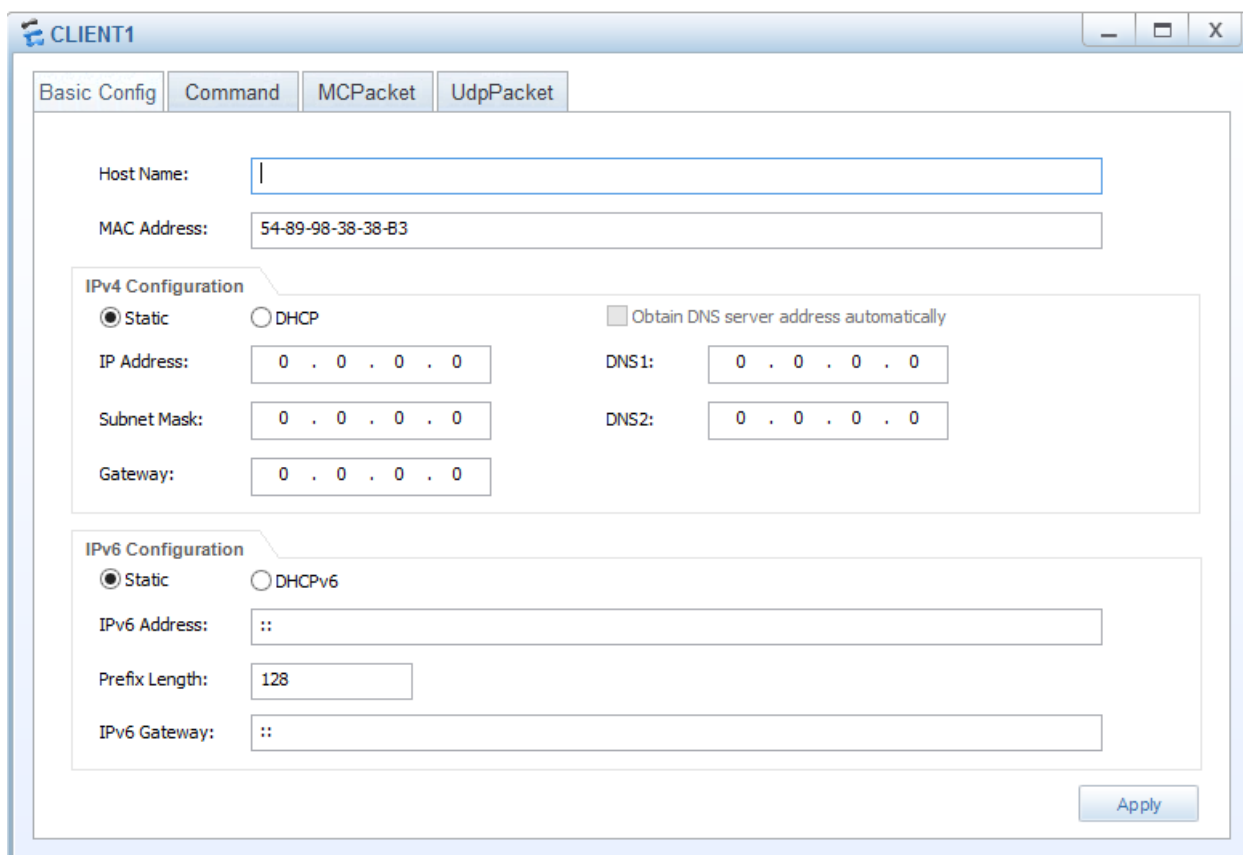 CLIENT1
Basic Config Command MCPacket UdpPacket
Host Name:
MAC Address: 54-89-98-38-38-B3
IPv4 Configuration
Static DHCP Obtain DNS server address automatically
IP Address: 0 . 0 . 0 . 0 DNS1: 0 . 0 . 0 . 0
Subnet Mask: 0 . 0 . 0 . 0 DNS2: 0 . 0 . 0 . 0
Gateway: 0 . 0 . 0 . 0
IPv6 Configuration
Static DHCPv6
IPv6 Address: ::
Prefix Length: 128
IPv6 Gateway: ::
Apply